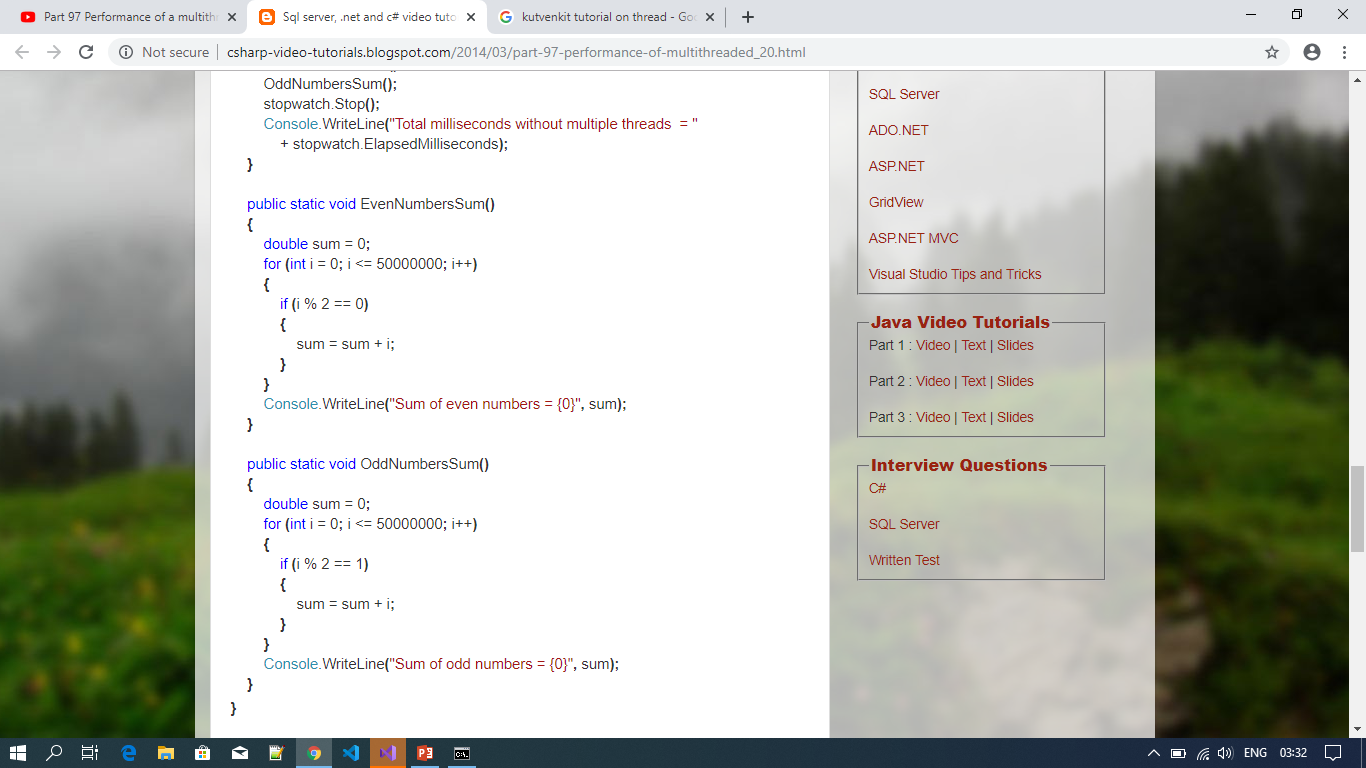 Part 97 Performance of a multithr
Sql server, .net and c# video tuto
kutvenkit tutorial on thread - Goo
Not secure | csharp-video-tutorials.blogspot.com/2014/03/part-97-performance-of-multithreaded_20.html
OddNumbersSum();
stopwatch.Stop();
Console.WriteLine("Total milliseconds without multiple threads  = "
+ stopwatch.ElapsedMilliseconds);
}
public static void EvenNumbersSum()
{
double sum = 0;
for (int i = 0; i <= 50000000; i++)
{
if (i % 2 == 0)
{
sum = sum + i;
}
}
Console.WriteLine("Sum of even numbers = {0}", sum);
}
public static void OddNumbersSum()
{
double sum = 0;
for (int i = 0; i <= 50000000; i++)
{
if (i % 2 == 1)
{
sum = sum + i;
}
}
Console.WriteLine("Sum of odd numbers = {0}", sum);
}
}
SQL Server
ADO.NET
ASP.NET
GridView
ASP.NET MVC
Visual Studio Tips and Tricks
Java Video Tutorials
Part 1 : Video | Text | Slides
Part 2 : Video | Text | Slides
Part 3 : Video | Text | Slides
Interview Questions
C#
SQL Server
Written Test
ENG
03:32